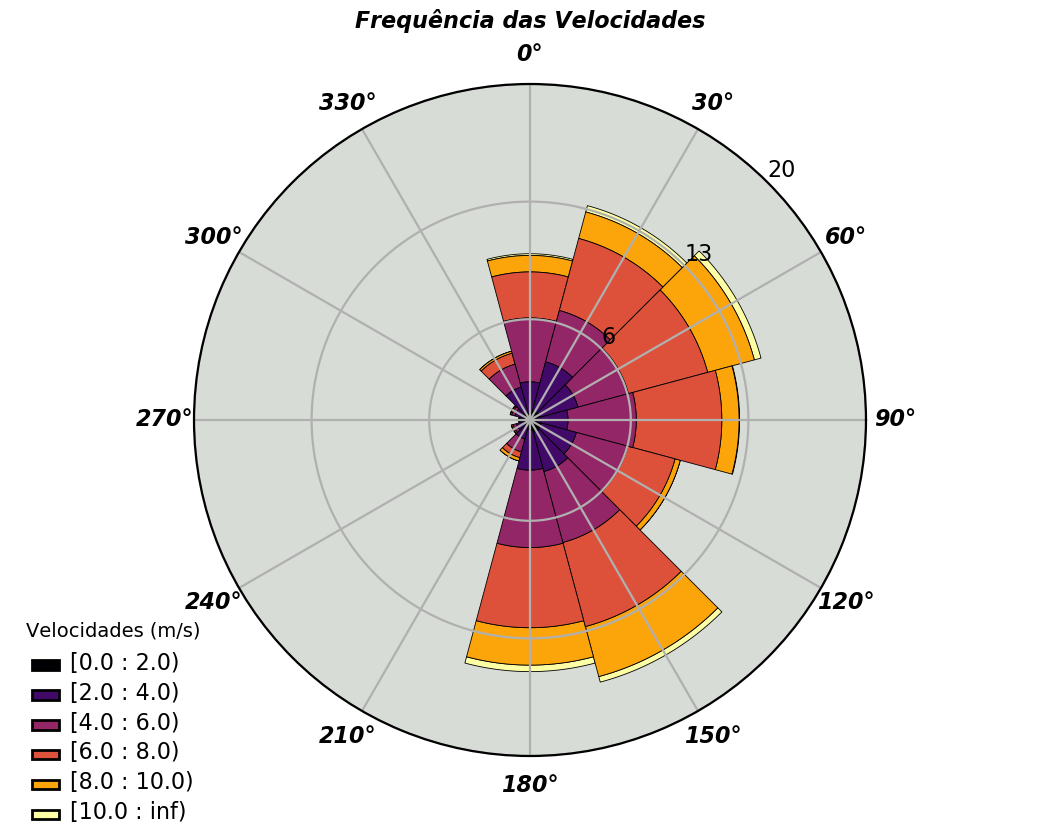 Frequência das Velocidades
0°
330°
30°
20
300°
60°
13
6
270°
90°
240°
120°
210°
150°
180°
Velocidades (m/s)
[0.0 : 2.0)
[2.0 : 4.0)
[4.0 : 6.0)
[6.0 : 8.0)
[8.0 : 10.0)
[10.0 : inf)